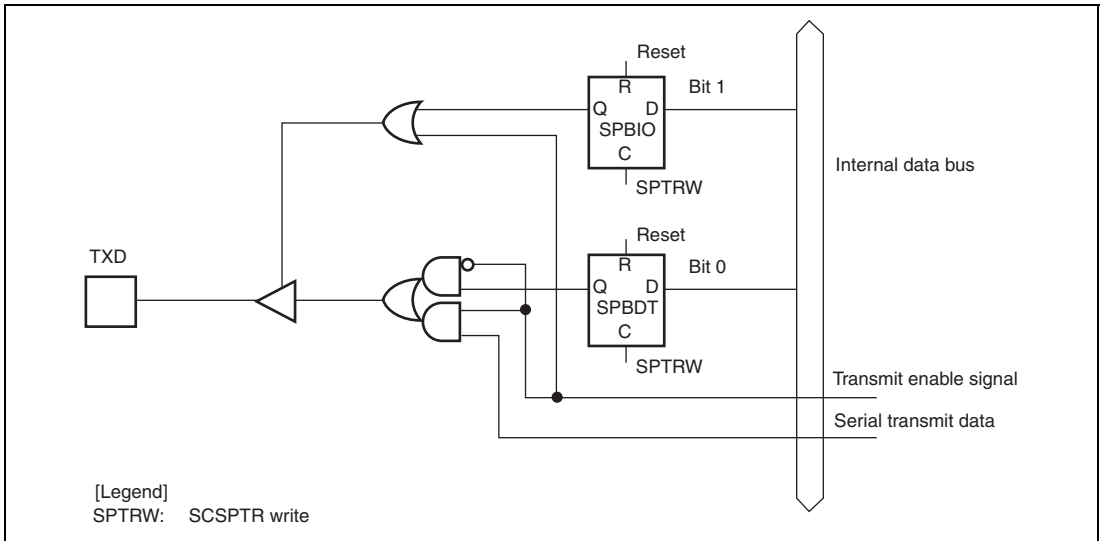 Reset
R
Bit 1
Q D
SPBIO
C
SPTRW
Internal data bus
Reset
TXD
R
Bit 0
Q D
SPBDT
C
SPTRW
Transmit enable signal
Serial transmit data
[Legend]
SPTRW: SCSPTR write